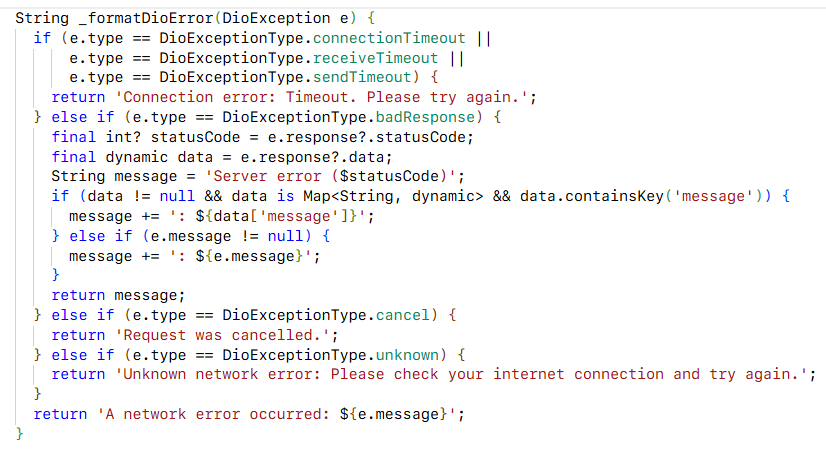 String _formatDioError(DioException e) {
  if (e.type == DioExceptionType.connectionTimeout ||
      e.type == DioExceptionType.receiveTimeout ||
      e.type == DioExceptionType.sendTimeout) {
    return 'Connection error: Timeout. Please try again.';
  } else if (e.type == DioExceptionType.badResponse) {
    final int? statusCode = e.response?.statusCode;
    final dynamic data = e.response?.data;
    String message = 'Server error ($statusCode)';
    if (data != null && data is Map<String, dynamic> && data.containsKey('message')) {
      message += ': ${data['message']}';
    } else if (e.message != null) {
      message += ': ${e.message}';
    }
    return message;
  } else if (e.type == DioExceptionType.cancel) {
    return 'Request was cancelled.';
  } else if (e.type == DioExceptionType.unknown) {
    return 'Unknown network error: Please check your internet connection and try again.';
  }
  return 'A network error occurred: ${e.message}';
}